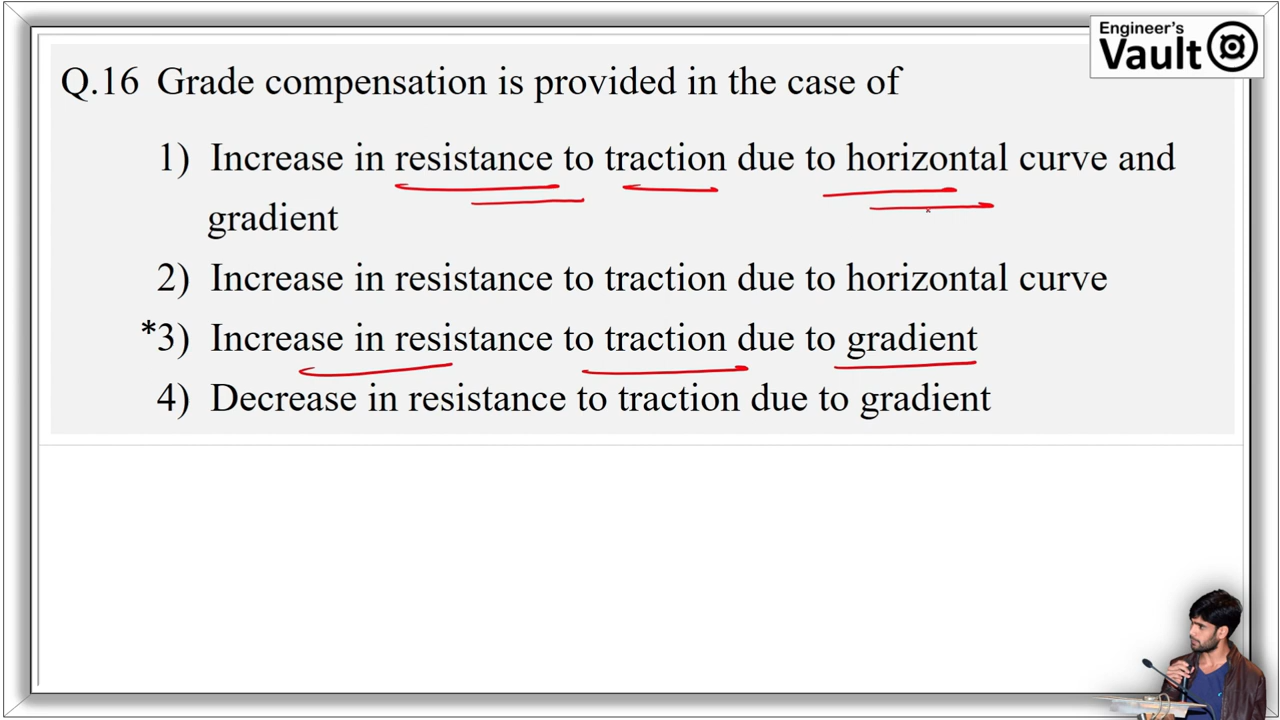 Engineer's
Vault
Q.16 Grade compensation is provided in the case of
1) Increase in resistance to traction due to horizontal curve and
gradient
2) Increase in resistance to traction due to horizontal curve
*3) Increase in resistance to traction due to gradient
4) Decrease in resistance to traction due to gradient